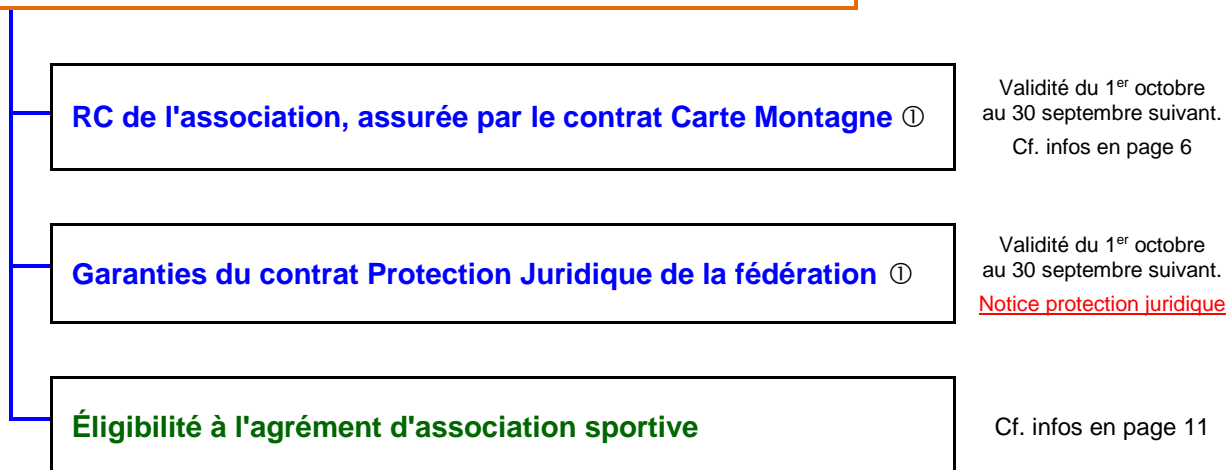 RC de l'association, assurée par le contrat Carte Montagne ①
Validité du 1er octobre
au 30 septembre suivant.
Cf. infos en page 6
Garanties du contrat Protection Juridique de la fédération ①
Validité du 1er octobre
au 30 septembre suivant.
Notice protection juridique
Éligibilité à l'agrément d'association sportive
Cf. infos en page 11